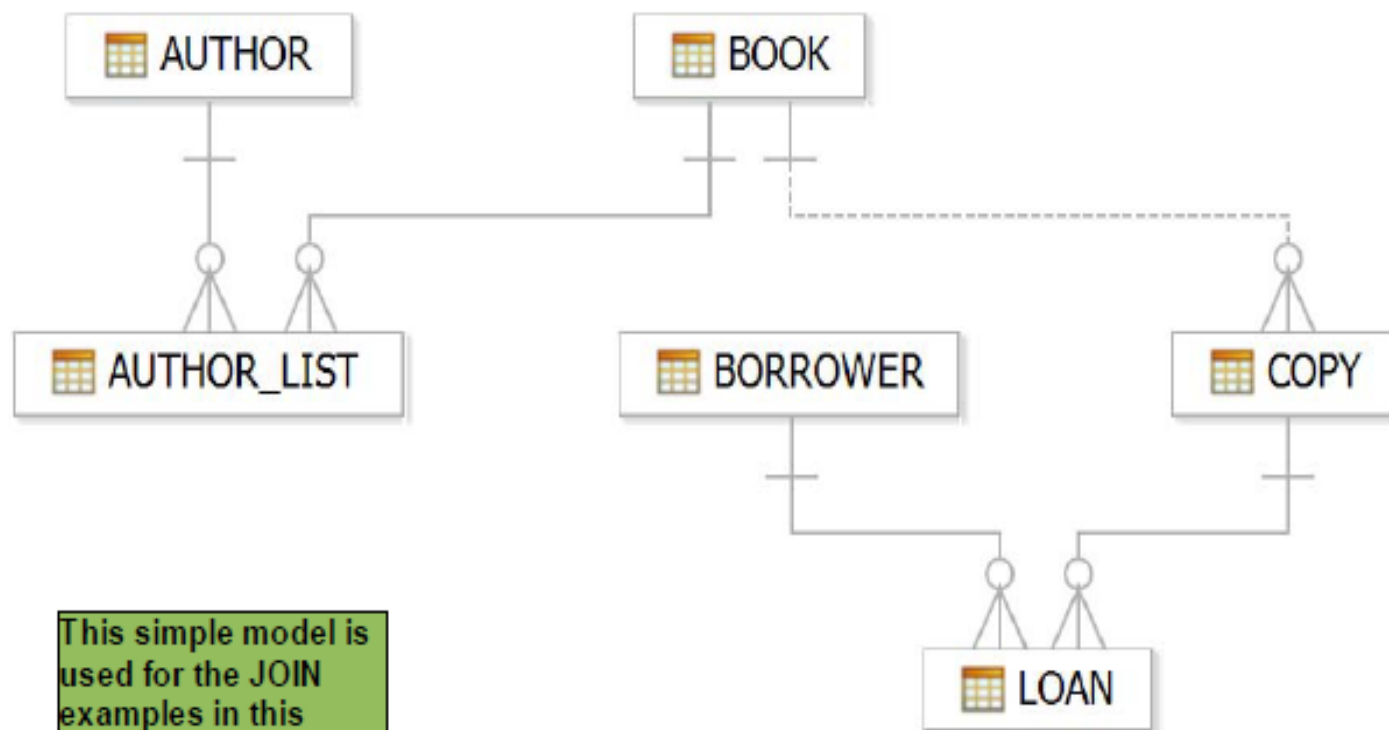 AUTHOR
BOOK
AUTHOR_LIST
BORROWER
COPY
LOAN
This simple model is
used for the JOIN
examples in this